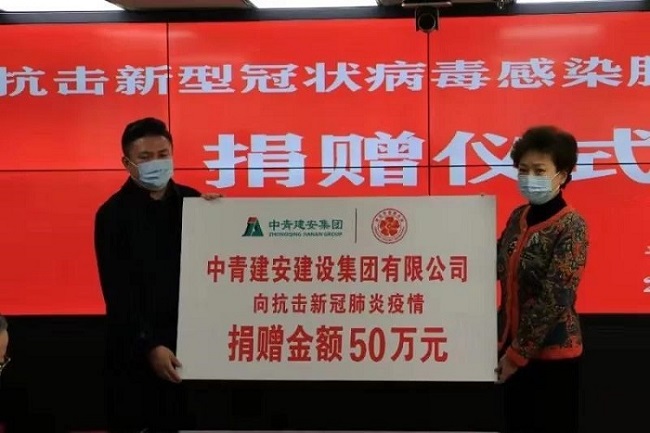 抗击新型冠状病毒感染肺
捐赠仪式
中青建安集团
ZHONGQING JIANAN GROUP
中青建安建设集团有限公司
向抗击新冠肺炎疫情
捐赠金额50万元